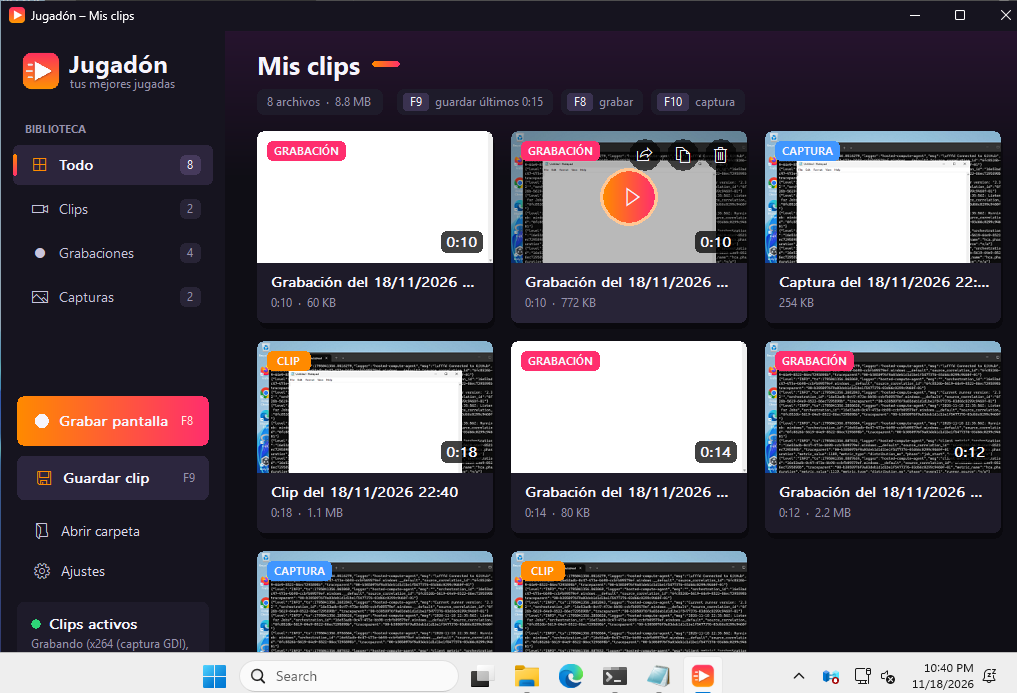 Jugadón – Mis clips
Jugadón
tus mejores jugadas
BIBLIOTECA
Todo 8
Clips 2
Grabaciones 4
Capturas 2
Grabar pantalla F8
Guardar clip F9
Abrir carpeta
Ajustes
Clips activos
Grabando (x264 (captura GDI),
Mis clips
8 archivos · 8.8 MB F9 guardar últimos 0:15 F8 grabar F10 captura
GRABACIÓN
0:10
Grabación del 18/11/2026 ...
0:10 · 60 KB
GRABACIÓN
0:10
Grabación del 18/11/2026 ...
0:10 · 772 KB
CAPTURA
Captura del 18/11/2026 22:...
254 KB
CLIP
0:18
Clip del 18/11/2026 22:40
0:18 · 1.1 MB
GRABACIÓN
0:14
Grabación del 18/11/2026 ...
0:14 · 80 KB
GRABACIÓN
0:12
Grabación del 18/11/2026 ...
0:12 · 2.2 MB
CAPTURA
CLIP
Search
10:40 PM
11/18/2026